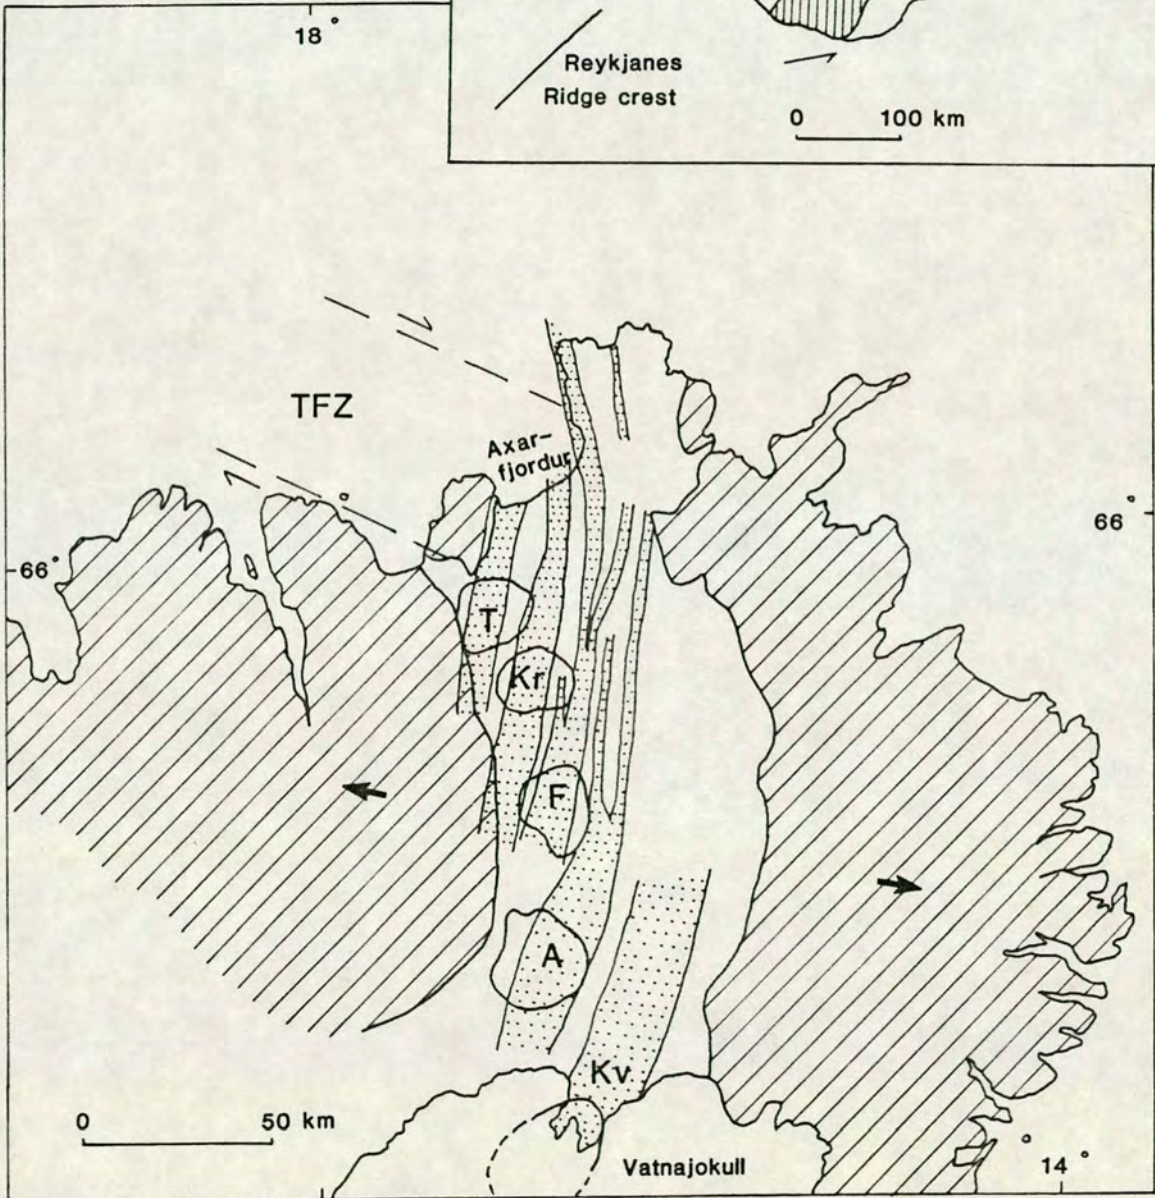 18°
Reykjanes
Ridge crest
0 100 km
TFZ
Axar-
fjordur
66°
66°
T
Kr
F
A
Kv
0 50 km
Vatnajokull
14°